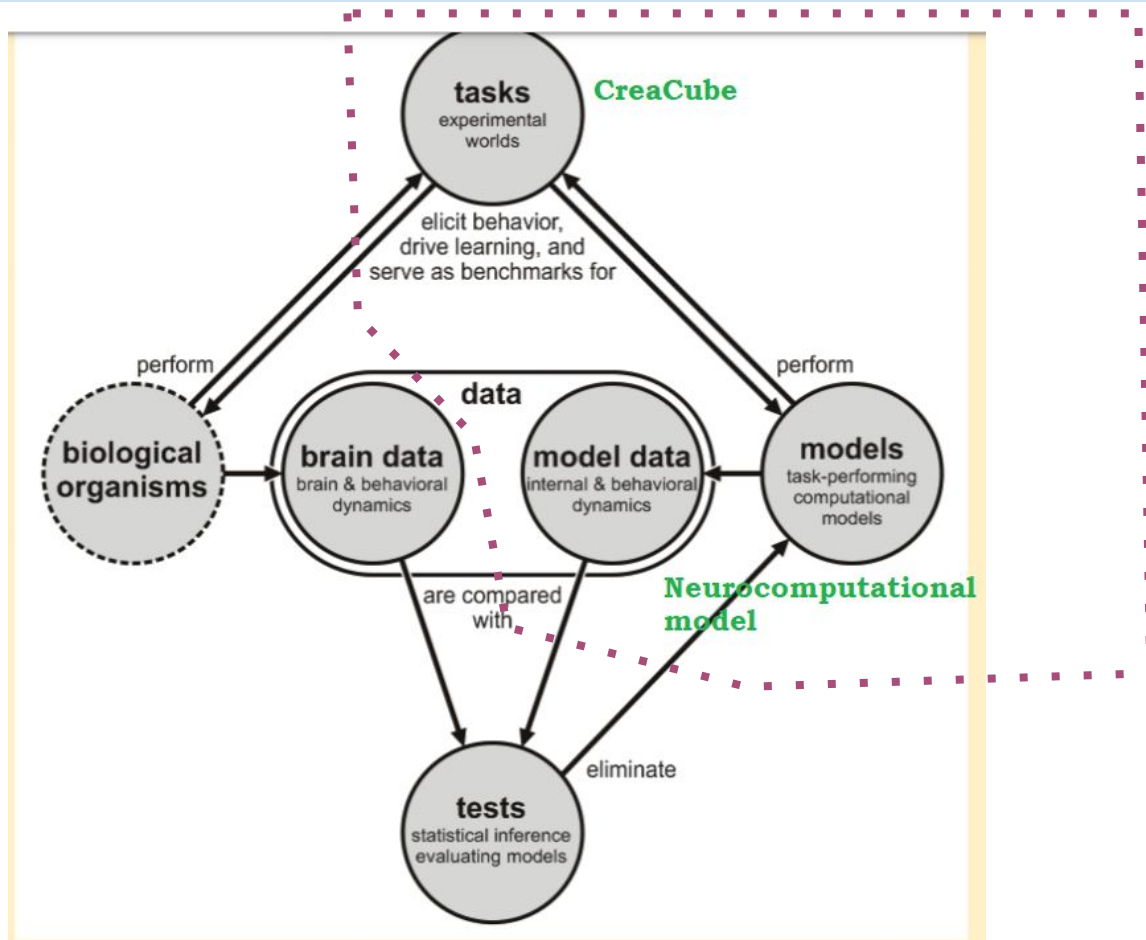 tasks
experimental
worlds
CreaCube
elicit behavior,
drive learning, and
serve as benchmarks for
perform
perform
data
biological
organisms
brain data
brain & behavioral
dynamics
model data
internal & behavioral
dynamics
models
task-performing
computational
models
are compared
with
Neurocomputational
model
eliminate
tests
statistical inference
evaluating models